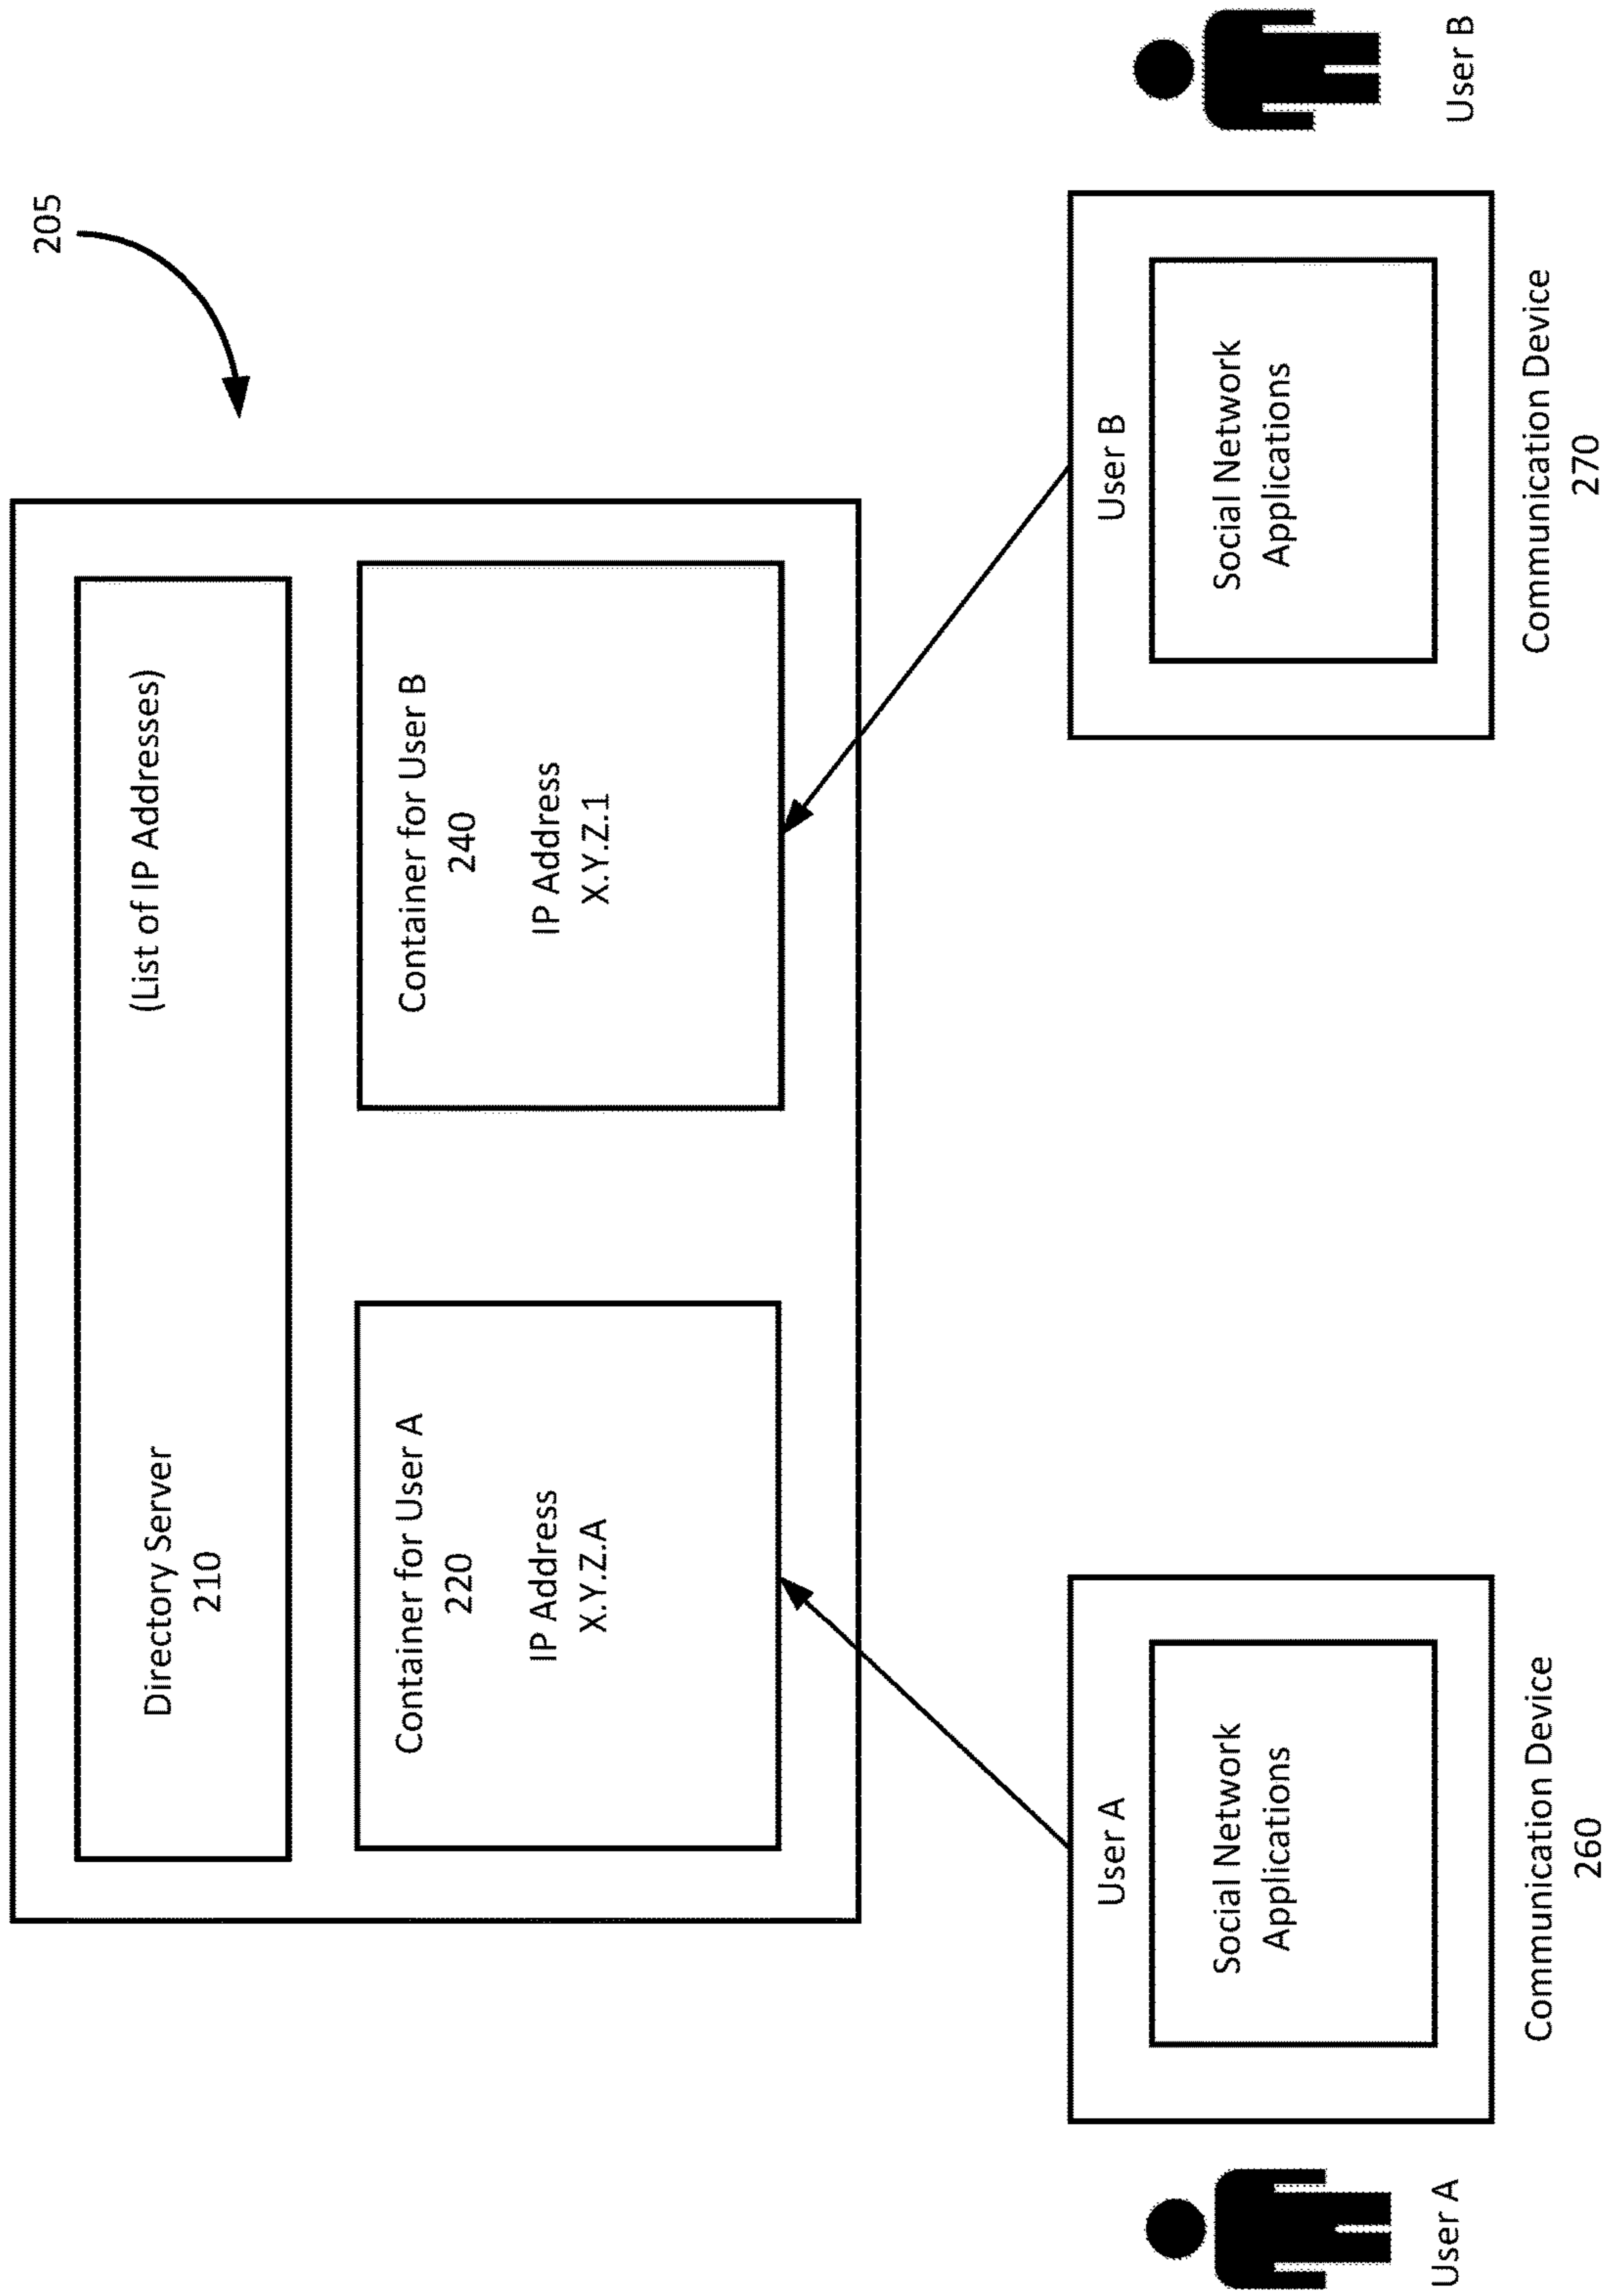 205
Directory Server
210
(List of IP Addresses)
Container for User A
220
IP Address
X.Y.Z.A
Container for User B
240
IP Address
X.Y.Z.1
User A
Social Network
Applications
Communication Device
260
User A
User B
Social Network
Applications
Communication Device
270
User B